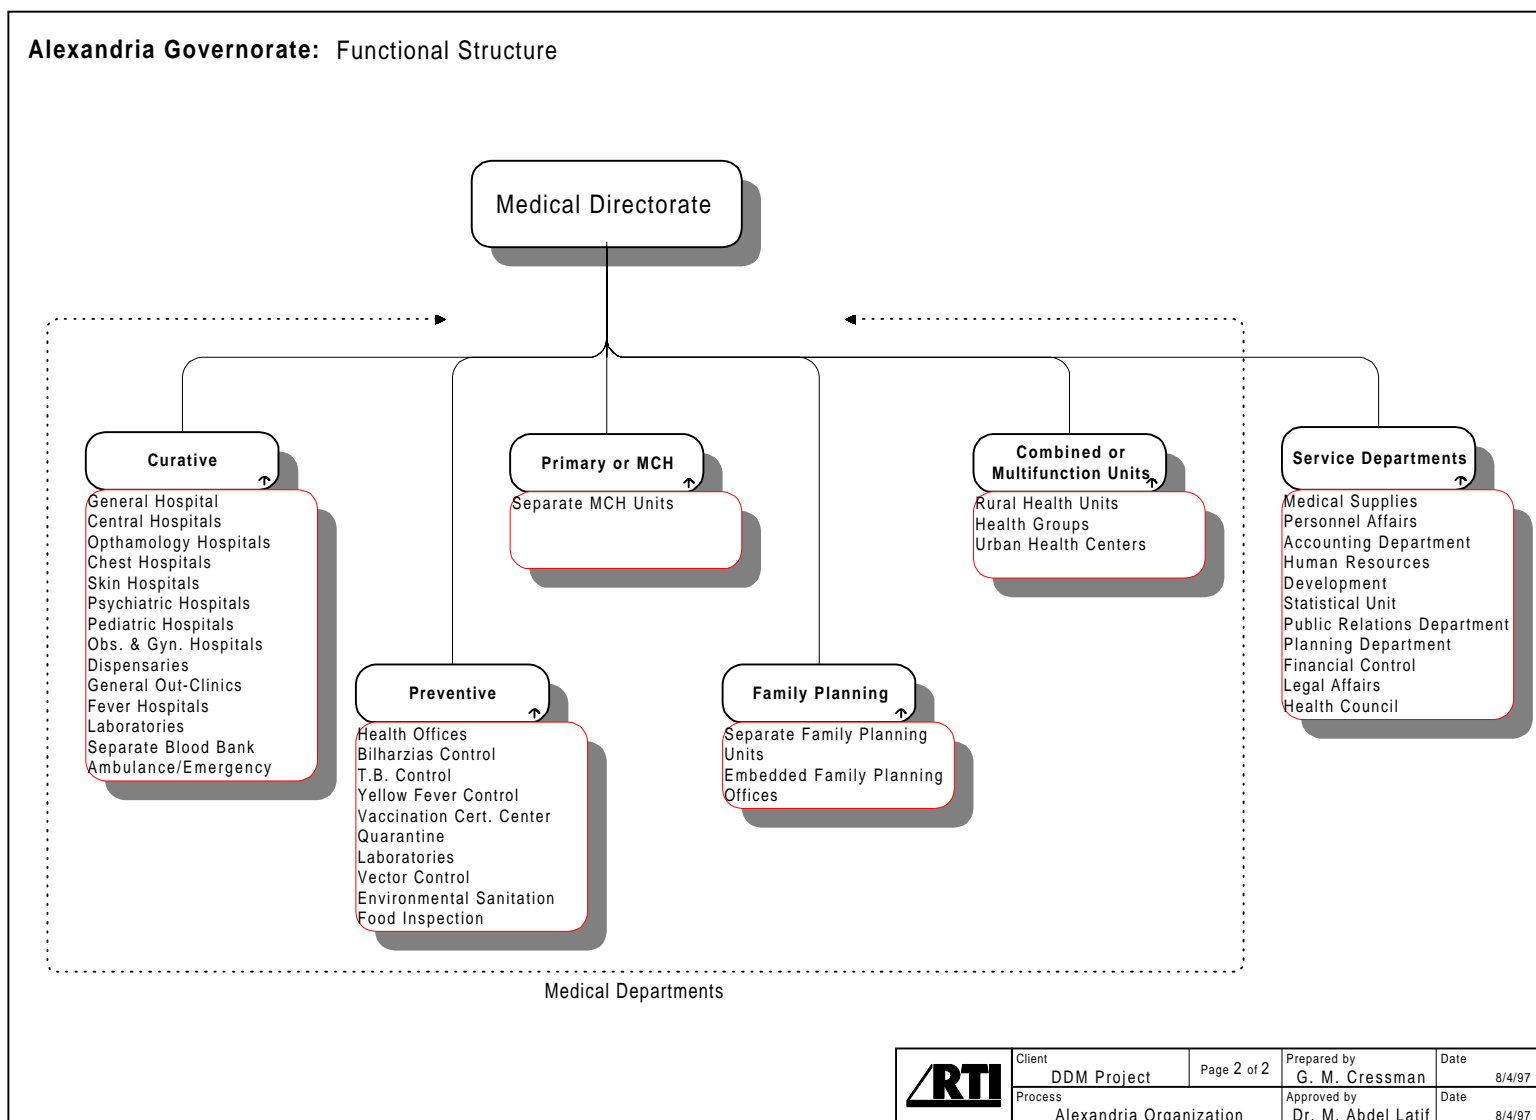 Alexandria Governorate: Functional Structure
Medical Directorate
Curative
General Hospital
Central Hospitals
Opthamology Hospitals
Chest Hospitals
Skin Hospitals
Psychiatric Hospitals
Pediatric Hospitals
Obs. & Gyn. Hospitals
Dispensaries
General Out-Clinics
Fever Hospitals
Laboratories
Separate Blood Bank
Ambulance/Emergency
Preventive
Health Offices
Bilharzias Control
T.B. Control
Yellow Fever Control
Vaccination Cert. Center
Quarantine
Laboratories
Vector Control
Environmental Sanitation
Food Inspection
Primary or MCH
Separate MCH Units
Family Planning
Separate Family Planning
Units
Embedded Family Planning
Offices
Combined or
Multifunction Units
Rural Health Units
Health Groups
Urban Health Centers
Service Departments
Medical Supplies
Personnel Affairs
Accounting Department
Human Resources
Development
Statistical Unit
Public Relations Department
Planning Department
Financial Control
Legal Affairs
Health Council
Medical Departments
RTI
Client
DDM Project
Page 2 of 2
Prepared by
G. M. Cressman
Date
8/4/97
Process
Alexandria Organization
Approved by
Dr. M. Abdel Latif
Date
8/4/97